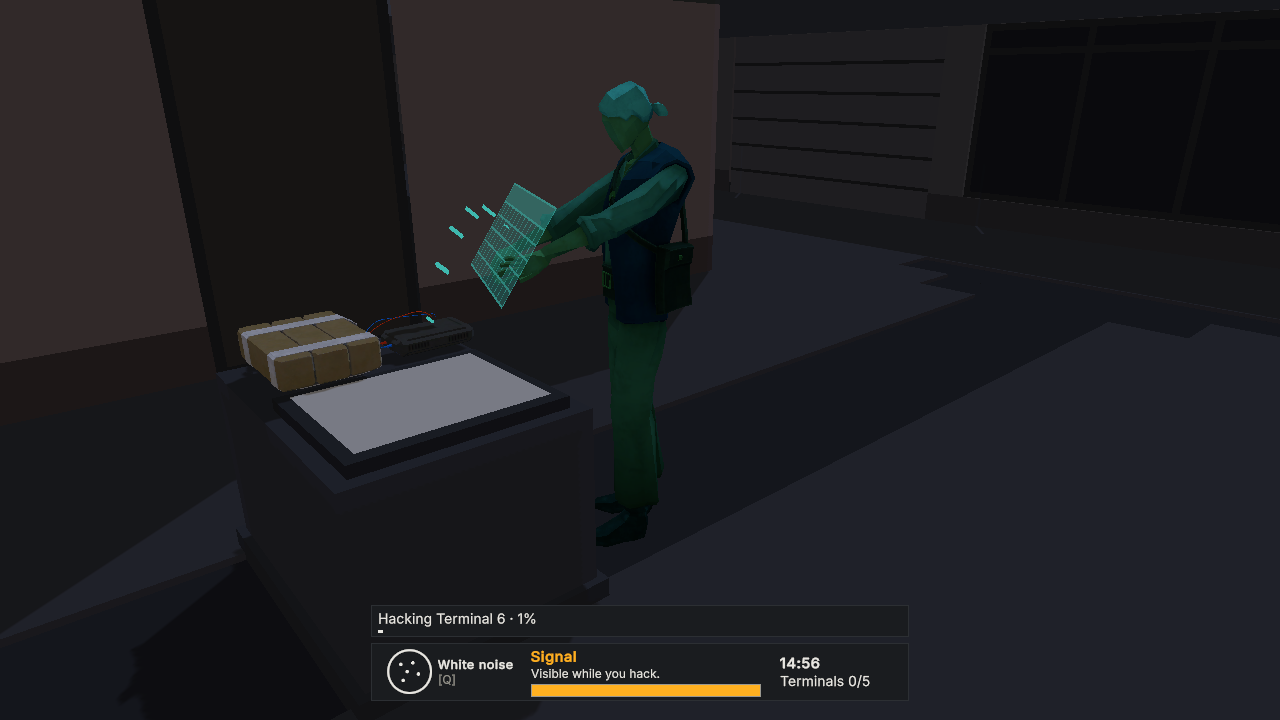 Hacking Terminal 6 · 1%
White noise
[Q]
Signal
Visible while you hack.
14:56
Terminals 0/5